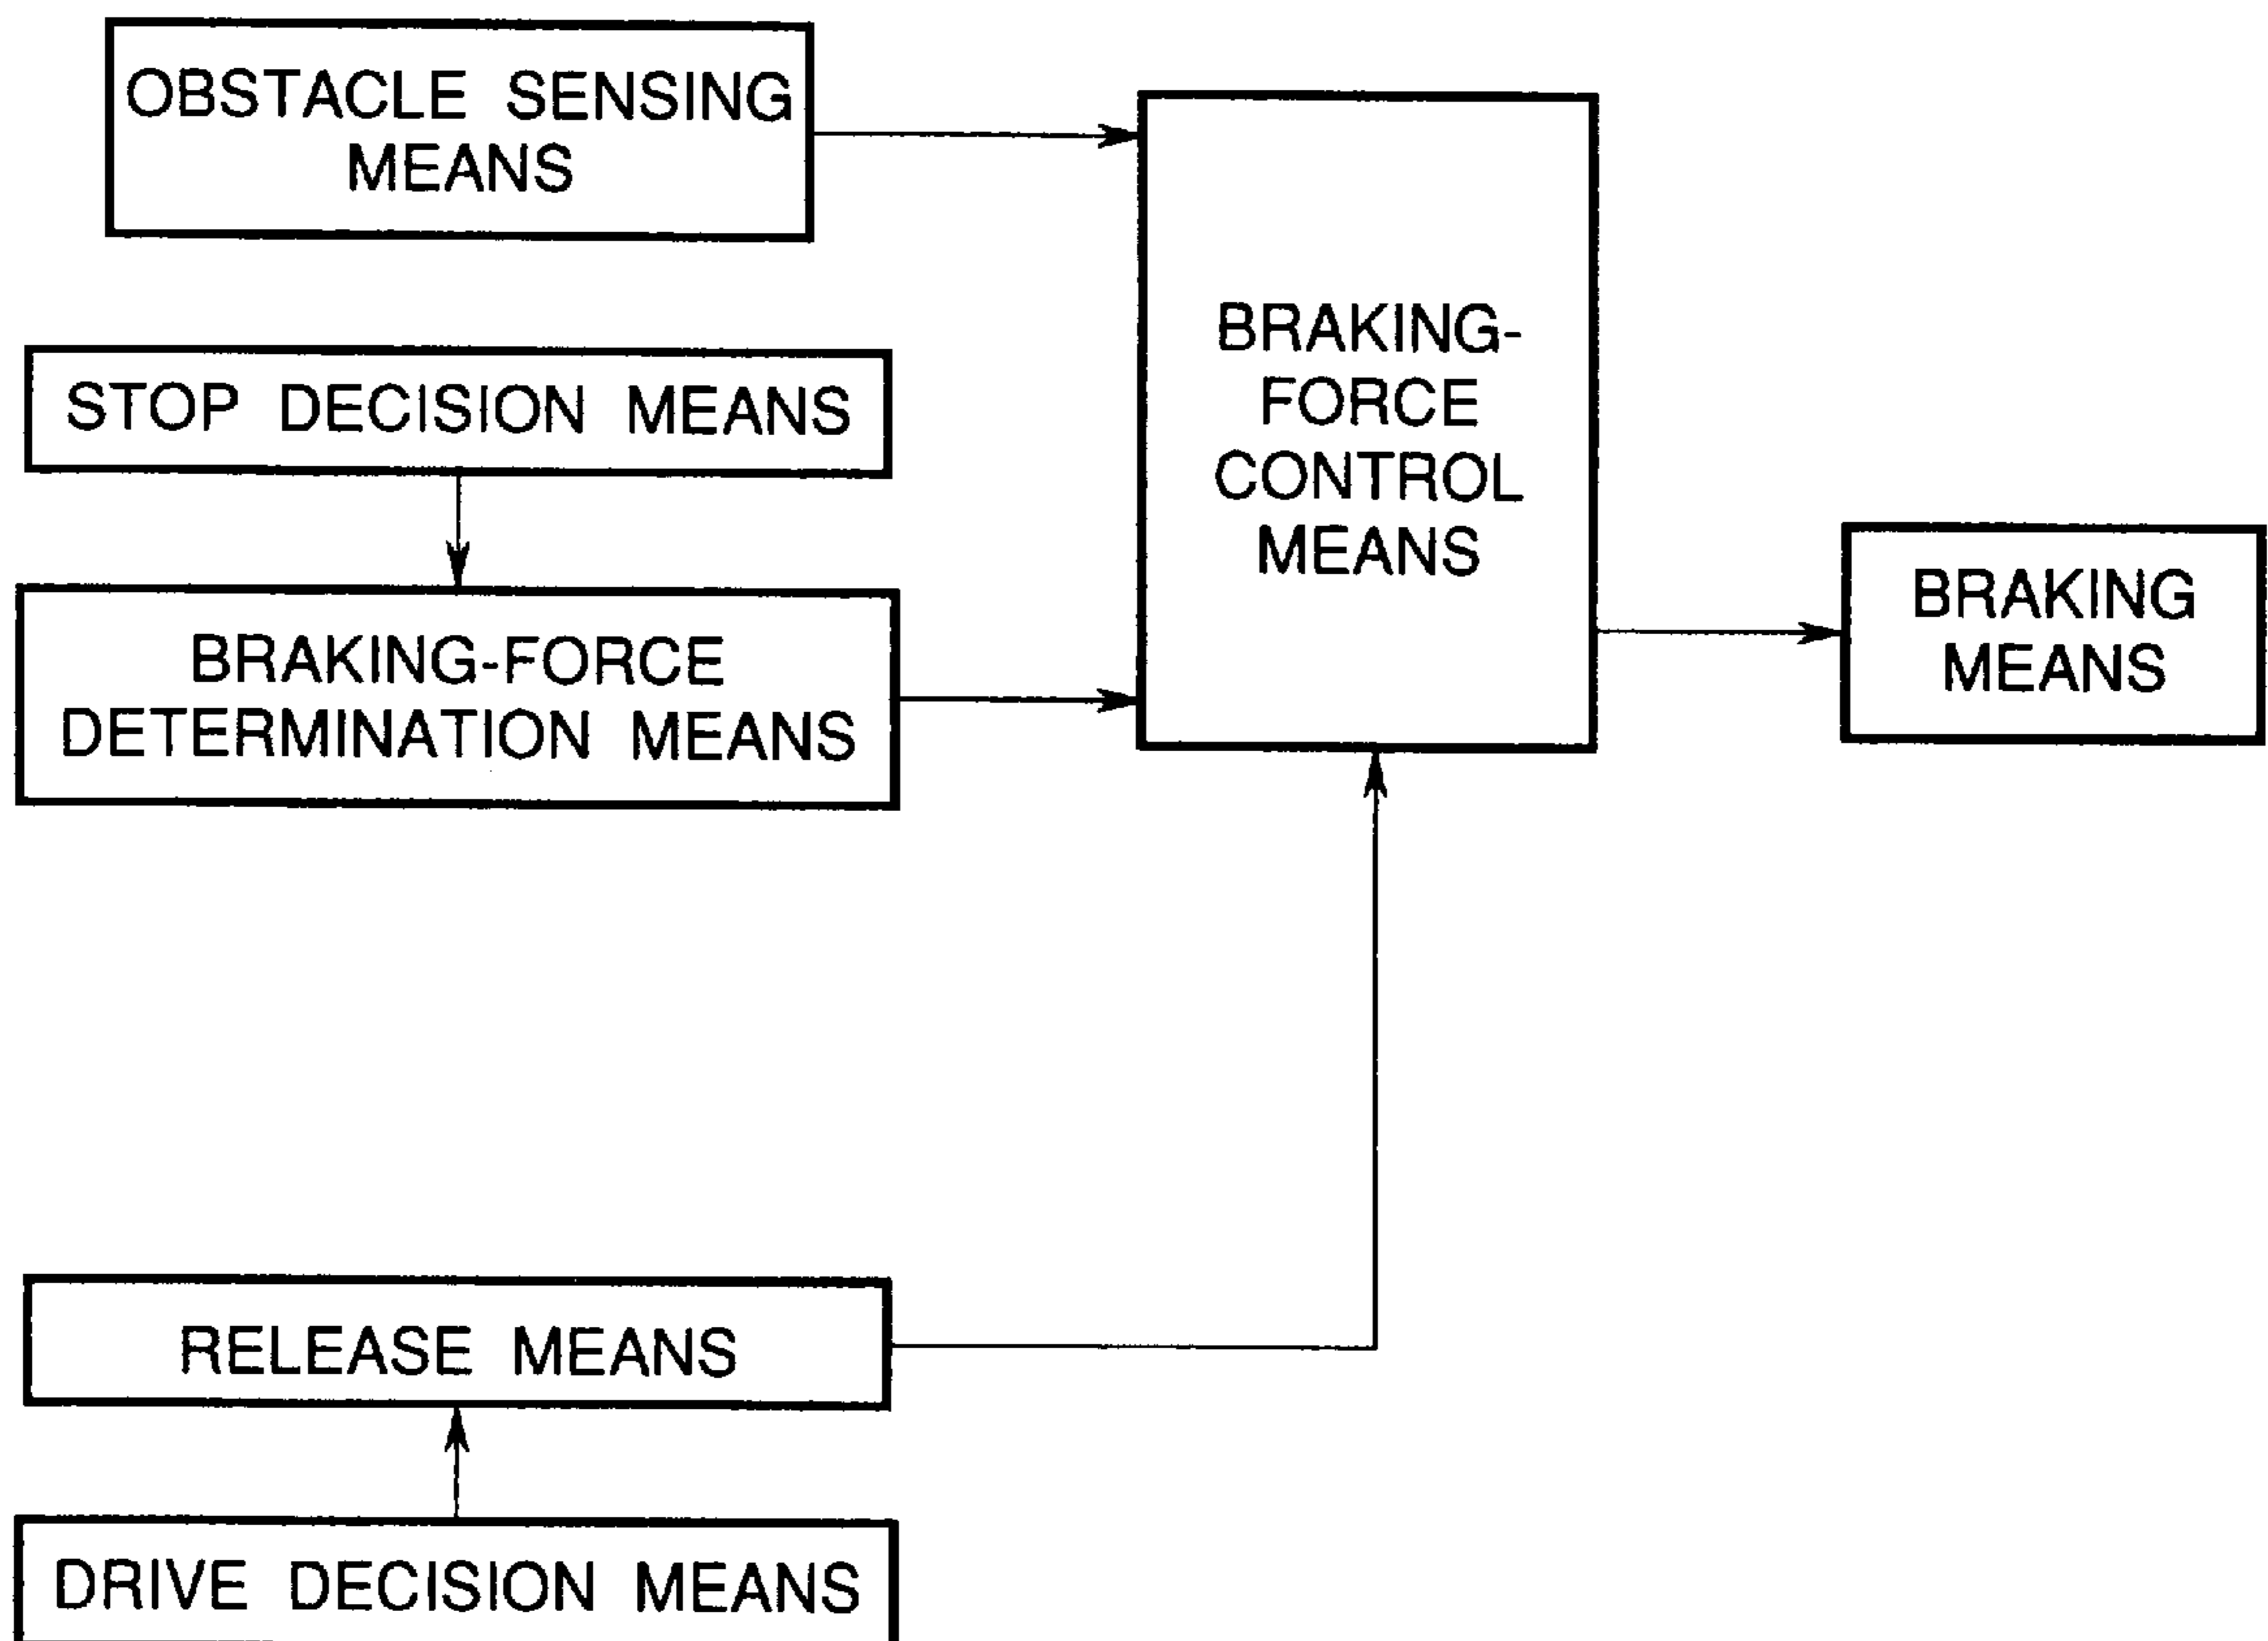 OBSTACLE SENSING
MEANS
STOP DECISION MEANS
BRAKING-FORCE
DETERMINATION MEANS
BRAKING-
FORCE
CONTROL
MEANS
BRAKING
MEANS
RELEASE MEANS
DRIVE DECISION MEANS